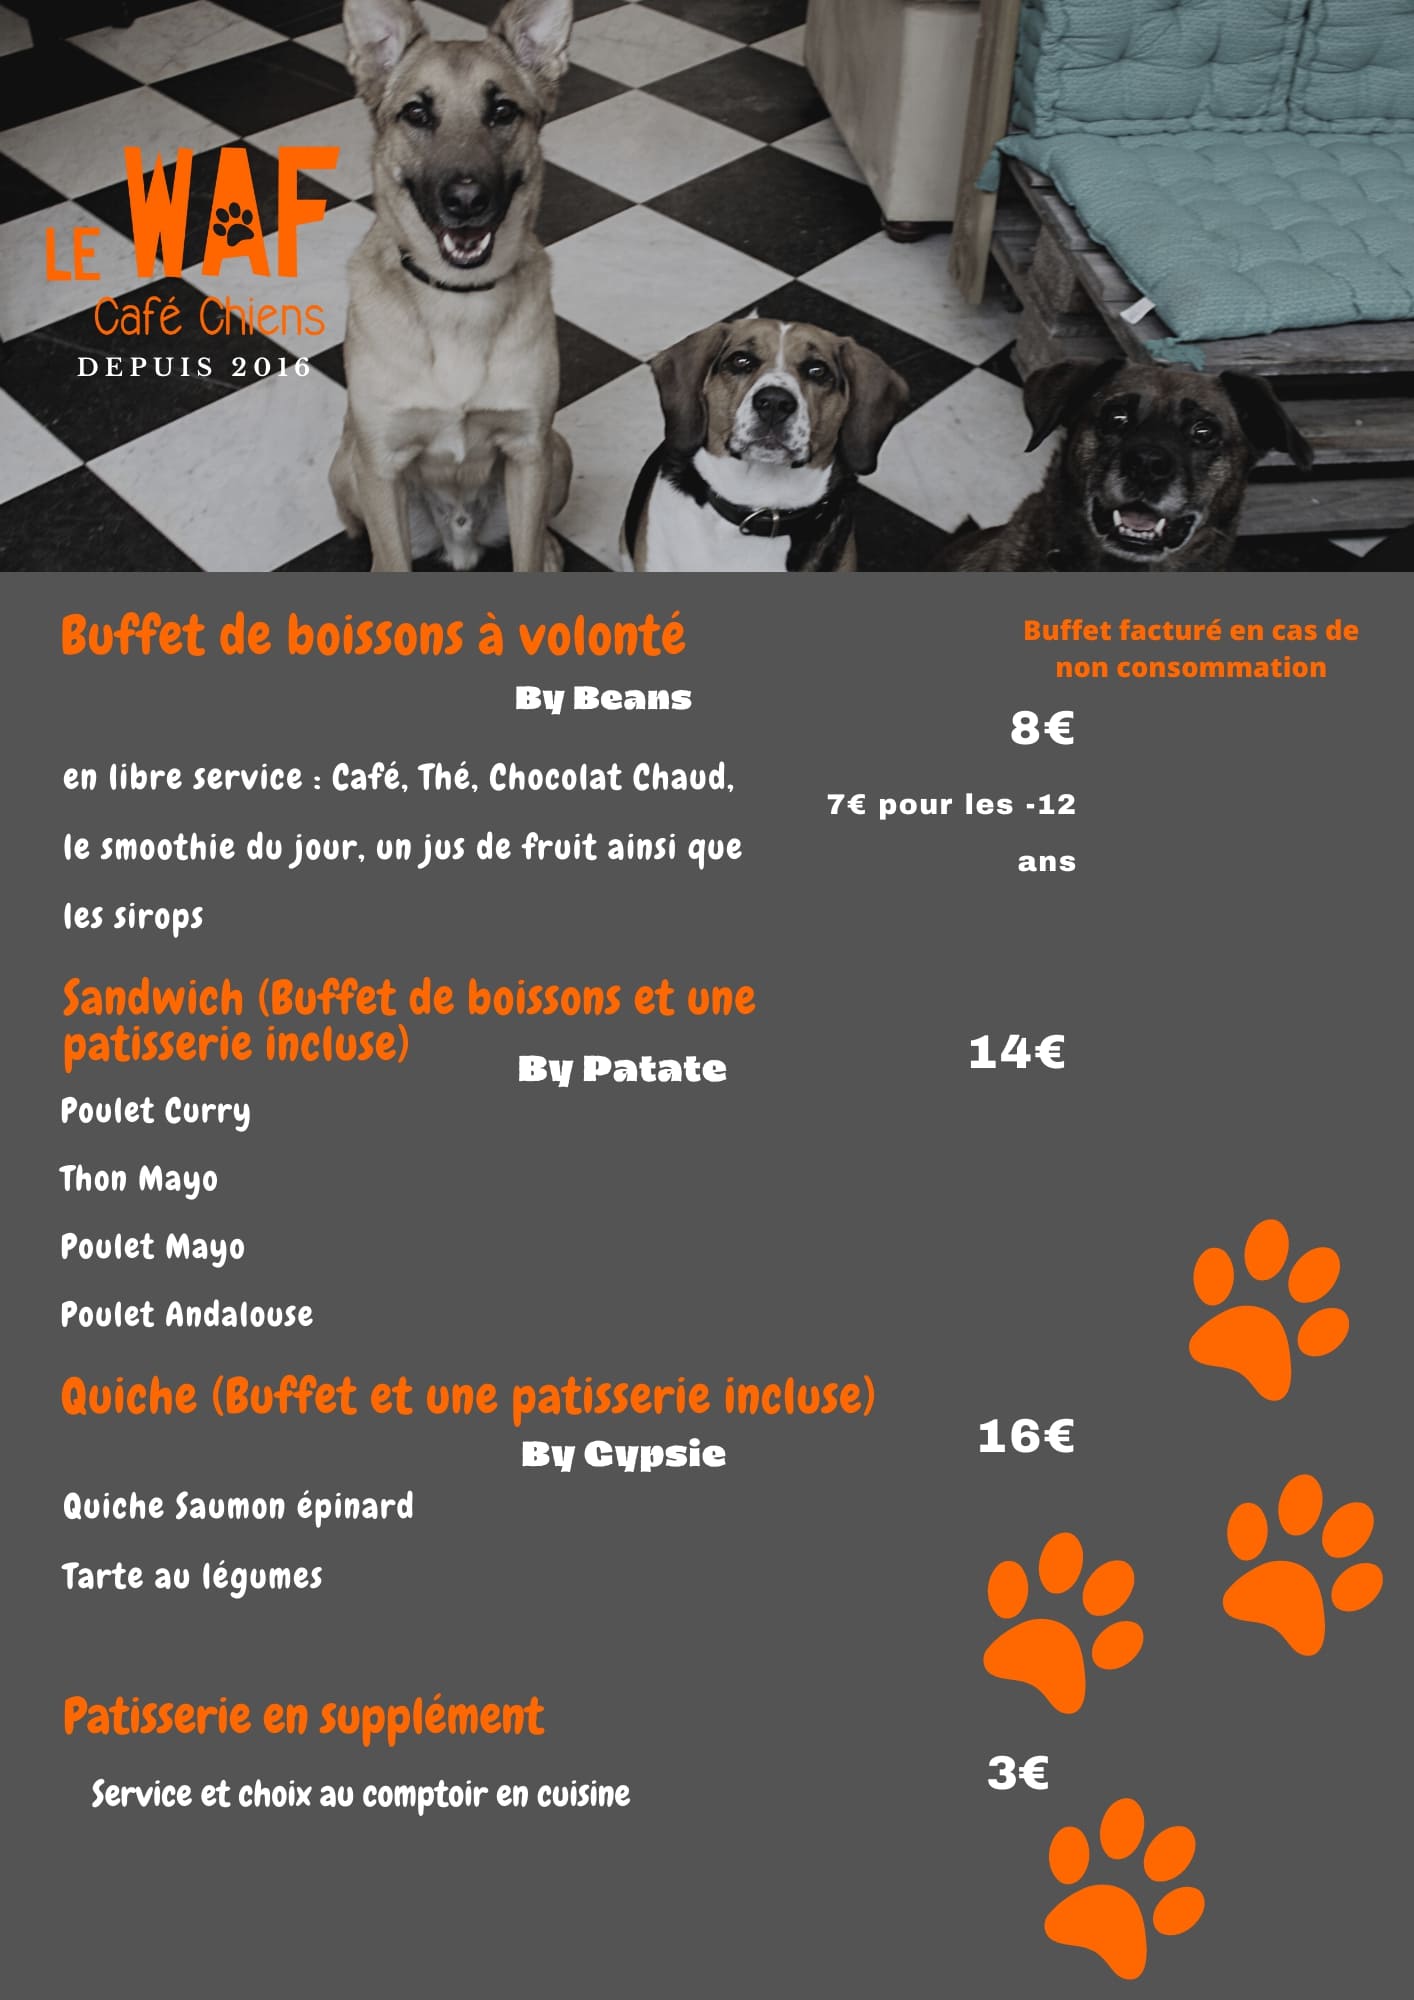 LE WAF
Café Chiens
DEPUIS 2016
Buffet de boissons à volonté
By Beans
Buffet facturé en cas de
non consommation
8€
en libre service : Café, Thé, Chocolat Chaud,
le smoothie du jour, un jus de fruit ainsi que
les sirops
7€ pour les -12
ans
Sandwich (Buffet de boissons et une
patisserie incluse)
By Patate
14€
Poulet Curry
Thon Mayo
Poulet Mayo
Poulet Andalouse
Quiche (Buffet et une patisserie incluse)
By Gypsie
16€
Quiche Saumon épinard
Tarte au légumes
Patisserie en supplément
Service et choix au comptoir en cuisine
3€